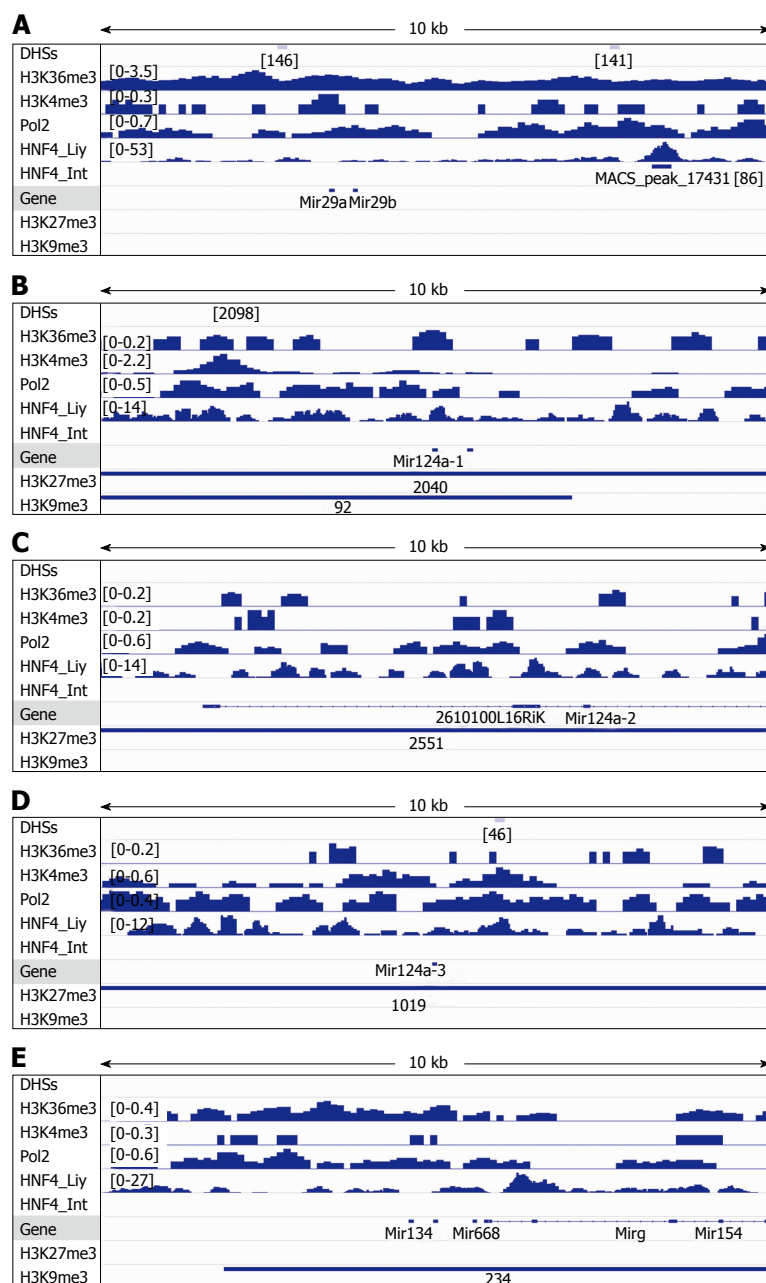 A
10 kb
DHSs
[146]
[141]
H3K36me3
[0-3.5]
H3K4me3
[0-0.3]
Pol2
[0-0.7]
HNF4_Liy
[0-53]
HNF4_Int
MACS_peak_17431 [86]
Gene
Mir29a Mir29b
H3K27me3
H3K9me3
B
10 kb
DHSs
[2098]
H3K36me3
[0-0.2]
H3K4me3
[0-2.2]
Pol2
[0-0.5]
HNF4_Liy
[0-14]
HNF4_Int
Gene
Mir124a-1
H3K27me3
2040
H3K9me3
92
C
10 kb
DHSs
H3K36me3
[0-0.2]
H3K4me3
[0-0.2]
Pol2
[0-0.6]
HNF4_Liy
[0-14]
HNF4_Int
Gene
2610100L16RiK
Mir124a-2
H3K27me3
2551
H3K9me3
D
10 kb
DHSs
[46]
H3K36me3
[0-0.2]
H3K4me3
[0-0.6]
Pol2
[0-0.4]
HNF4_Liy
[0-12]
HNF4_Int
Gene
Mir124a-3
H3K27me3
1019
H3K9me3
E
10 kb
DHSs
H3K36me3
[0-0.4]
H3K4me3
[0-0.3]
Pol2
[0-0.6]
HNF4_Liy
[0-27]
HNF4_Int
Gene
Mir134 Mir668 Mirg Mir154
H3K27me3
H3K9me3
234